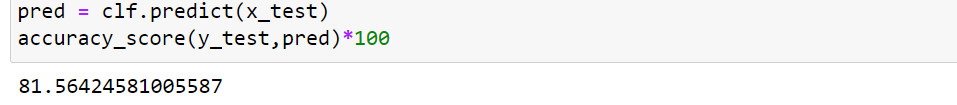 pred = clf.predict(x_test)
accuracy_score(y_test,pred)*100
81.56424581005587